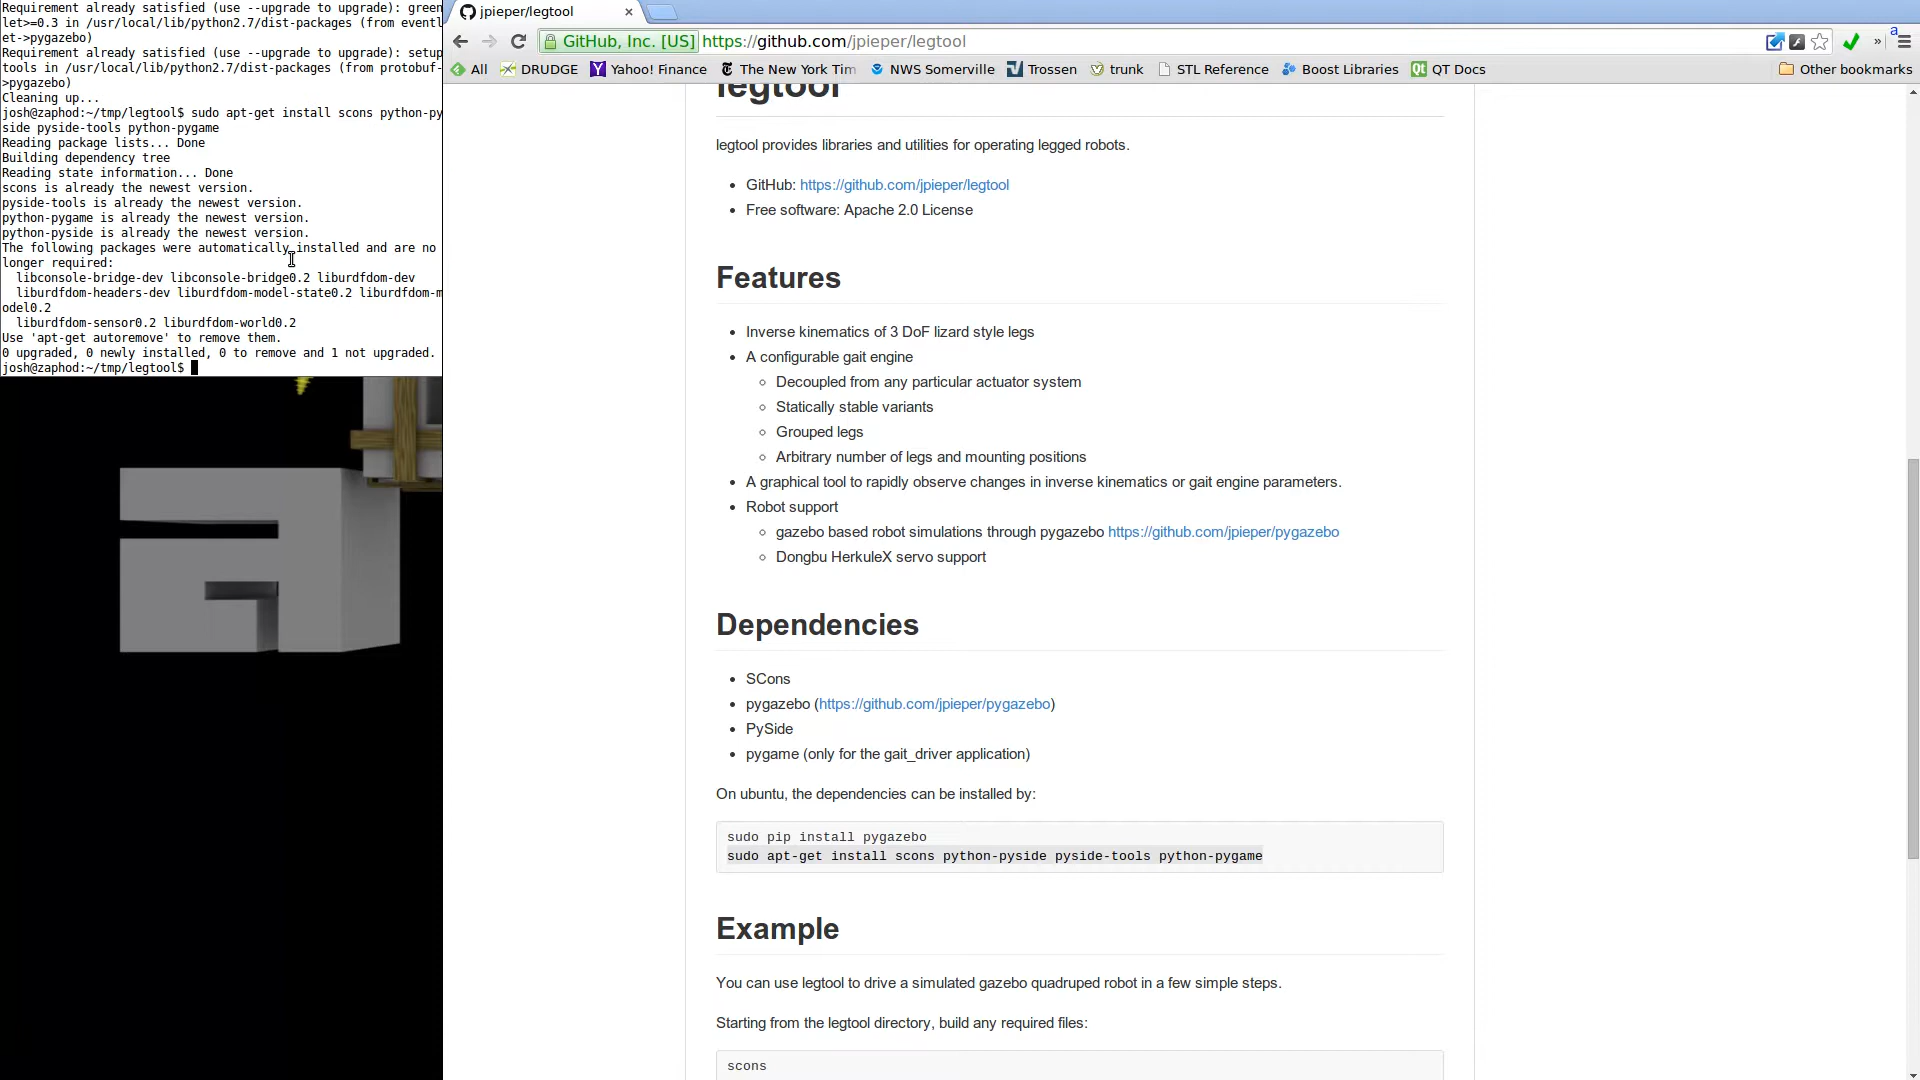 Requirement already satisfied (use --upgrade to upgrade): green
let>=0.3 in /usr/local/lib/python2.7/dist-packages (from eventl
et->pygazebo)
Requirement already satisfied (use --upgrade to upgrade): setup
tools in /usr/local/lib/python2.7/dist-packages (from protobuf-
>pygazebo)
Cleaning up...
josh@zaphod:~/tmp/legtool$ sudo apt-get install scons python-py
side pyside-tools python-pygame
Reading package lists... Done
Building dependency tree
Reading state information... Done
scons is already the newest version.
pyside-tools is already the newest version.
python-pygame is already the newest version.
python-pyside is already the newest version.
The following packages were automatically installed and are no
longer required:
libconsole-bridge-dev libconsole-bridge0.2 liburdfdom-dev
liburdfdom-headers-dev liburdfdom-model-state0.2 liburdfdom-m
odel0.2
liburdfdom-sensor0.2 liburdfdom-world0.2
Use 'apt-get autoremove' to remove them.
0 upgraded, 0 newly installed, 0 to remove and 1 not upgraded.
josh@zaphod:~/tmp/legtool$
jpieper/legtool
GitHub, Inc. [US] https://github.com/jpieper/legtool
All DRUDGE Yahoo! Finance The New York Tim NWS Somerville Trossen trunk STL Reference Boost Libraries QT Docs Other bookmarks
legtool
legtool provides libraries and utilities for operating legged robots.
• GitHub: https://github.com/jpieper/legtool
• Free software: Apache 2.0 License
Features
• Inverse kinematics of 3 DoF lizard style legs
• A configurable gait engine
◦ Decoupled from any particular actuator system
◦ Statically stable variants
◦ Grouped legs
◦ Arbitrary number of legs and mounting positions
• A graphical tool to rapidly observe changes in inverse kinematics or gait engine parameters.
• Robot support
◦ gazebo based robot simulations through pygazebo https://github.com/jpieper/pygazebo
◦ Dongbu HerkuleX servo support
Dependencies
• SCons
• pygazebo (https://github.com/jpieper/pygazebo)
• PySide
• pygame (only for the gait_driver application)
On ubuntu, the dependencies can be installed by:
sudo pip install pygazebo
sudo apt-get install scons python-pyside pyside-tools python-pygame
Example
You can use legtool to drive a simulated gazebo quadruped robot in a few simple steps.
Starting from the legtool directory, build any required files:
scons